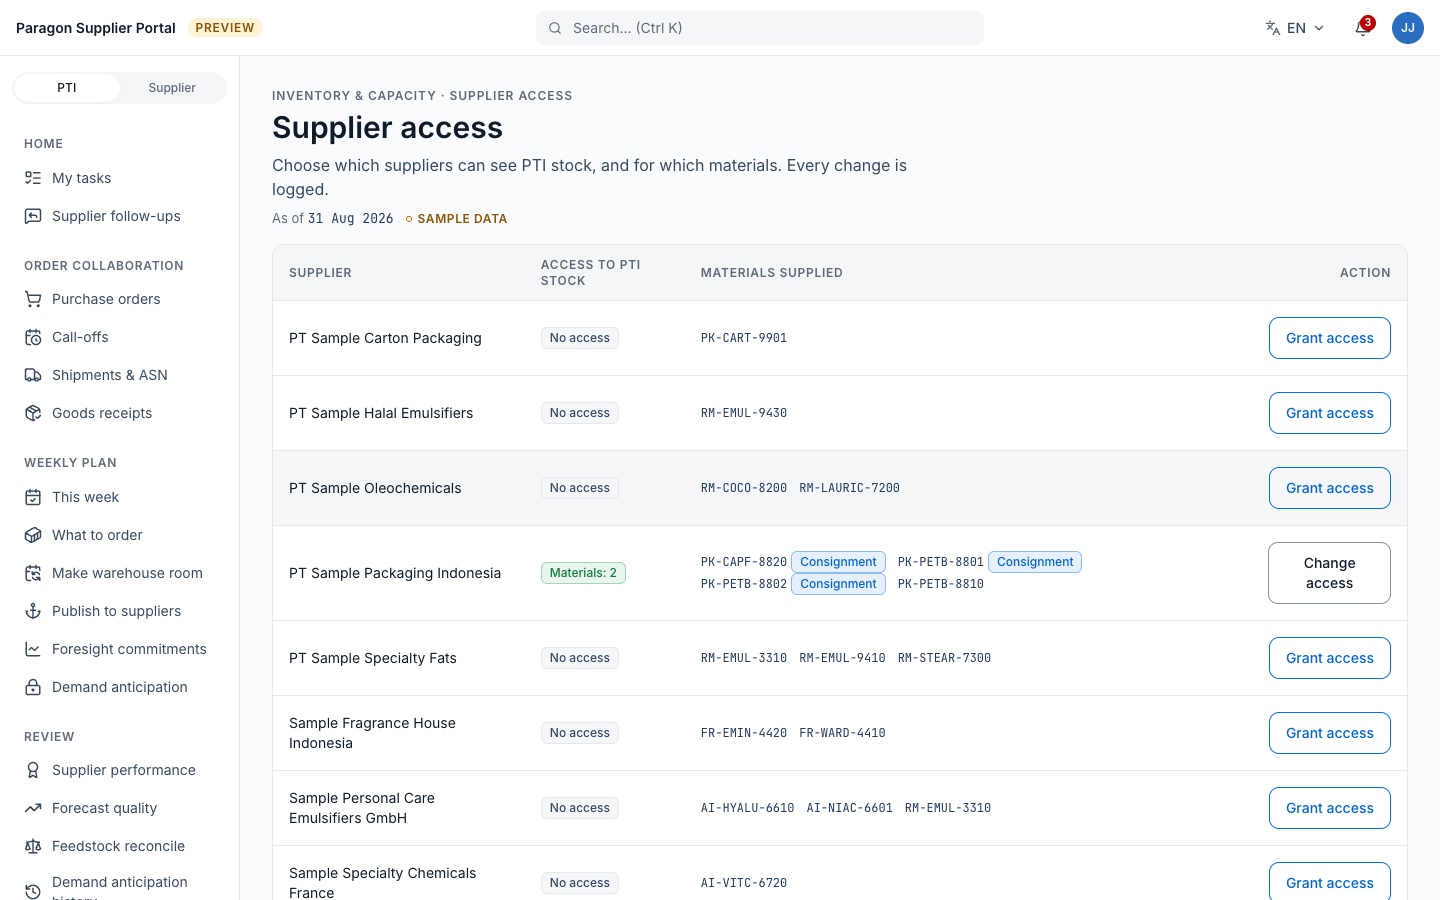 Paragon Supplier Portal PREVIEW
Search... (Ctrl K)
EN
3
JJ
PTI Supplier
HOME
My tasks
Supplier follow-ups
ORDER COLLABORATION
Purchase orders
Call-offs
Shipments & ASN
Goods receipts
WEEKLY PLAN
This week
What to order
Make warehouse room
Publish to suppliers
Foresight commitments
Demand anticipation
REVIEW
Supplier performance
Forecast quality
Feedstock reconcile
Demand anticipation
history
INVENTORY & CAPACITY · SUPPLIER ACCESS
Supplier access
Choose which suppliers can see PTI stock, and for which materials. Every change is
logged.
As of 31 Aug 2026 SAMPLE DATA
SUPPLIER ACCESS TO PTI STOCK MATERIALS SUPPLIED ACTION
PT Sample Carton Packaging No access PK-CART-9901 Grant access
PT Sample Halal Emulsifiers No access RM-EMUL-9430 Grant access
PT Sample Oleochemicals No access RM-COCO-8200 RM-LAURIC-7200 Grant access
PT Sample Packaging Indonesia Materials: 2 PK-CAPF-8820 Consignment PK-PETB-8801 Consignment
PK-PETB-8802 Consignment PK-PETB-8810
Change access
PT Sample Specialty Fats No access RM-EMUL-3310 RM-EMUL-9410 RM-STEAR-7300 Grant access
Sample Fragrance House
Indonesia
No access FR-EMIN-4420 FR-WARD-4410 Grant access
Sample Personal Care
Emulsifiers GmbH
No access AI-HYALU-6610 AI-NIAC-6601 RM-EMUL-3310 Grant access
Sample Specialty Chemicals
France
No access AI-VITC-6720 Grant access